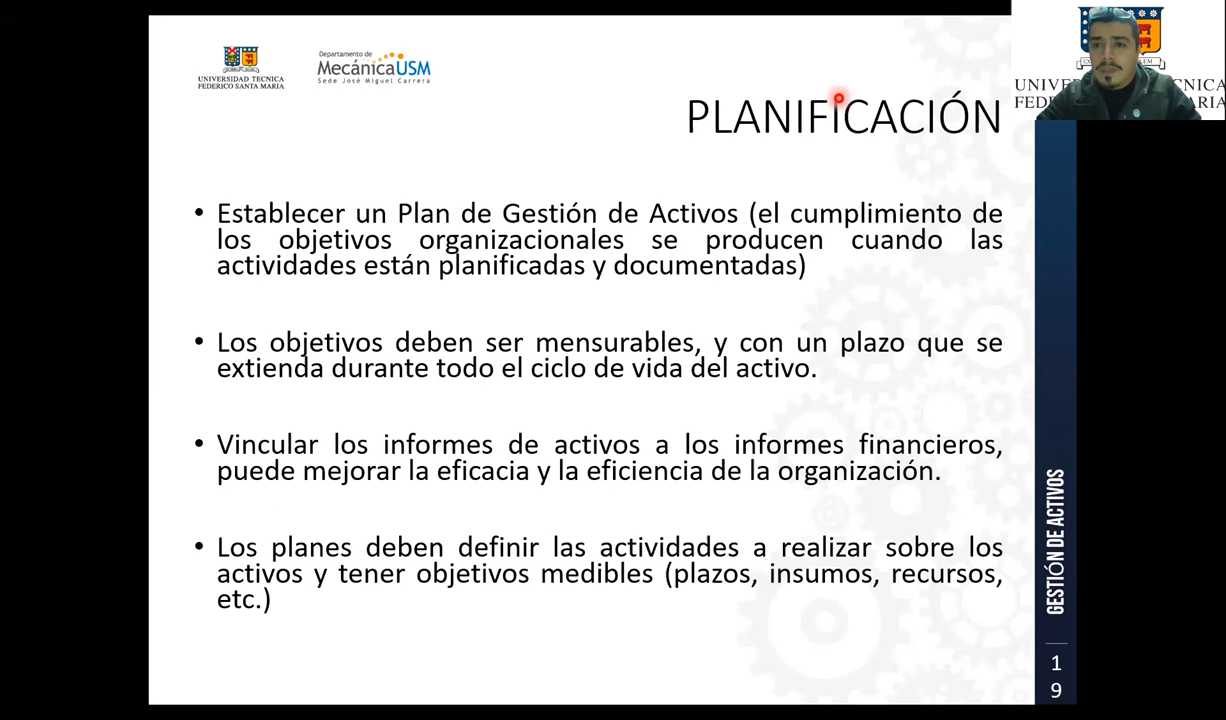 UNIVERSIDAD TECNICA
FEDERICO SANTA MARIA
Departamento de
MecánicaUSM
Sede José Miguel Carrera
PLANIFICACIÓN
• Establecer un Plan de Gestión de Activos (el cumplimiento de
los objetivos organizacionales se producen cuando las
actividades están planificadas y documentadas)
• Los objetivos deben ser mensurables, y con un plazo que se
extienda durante todo el ciclo de vida del activo.
• Vincular los informes de activos a los informes financieros,
puede mejorar la eficacia y la eficiencia de la organización.
• Los planes deben definir las actividades a realizar sobre los
activos y tener objetivos medibles (plazos, insumos, recursos,
etc.)
GESTIÓN DE ACTIVOS
1
9